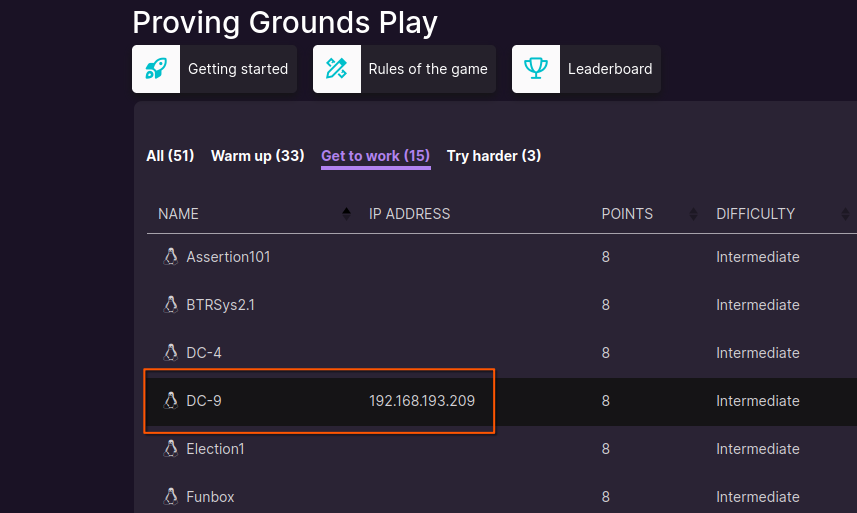 Proving Grounds Play
Getting started Rules of the game Leaderboard
All (51) Warm up (33) Get to work (15) Try harder (3)
NAME IP ADDRESS POINTS DIFFICULTY
Assertion101 8 Intermediate
BTRSys2.1 8 Intermediate
DC-4 8 Intermediate
DC-9 192.168.193.209 8 Intermediate
Election1 8 Intermediate
Funbox 8 Intermediate